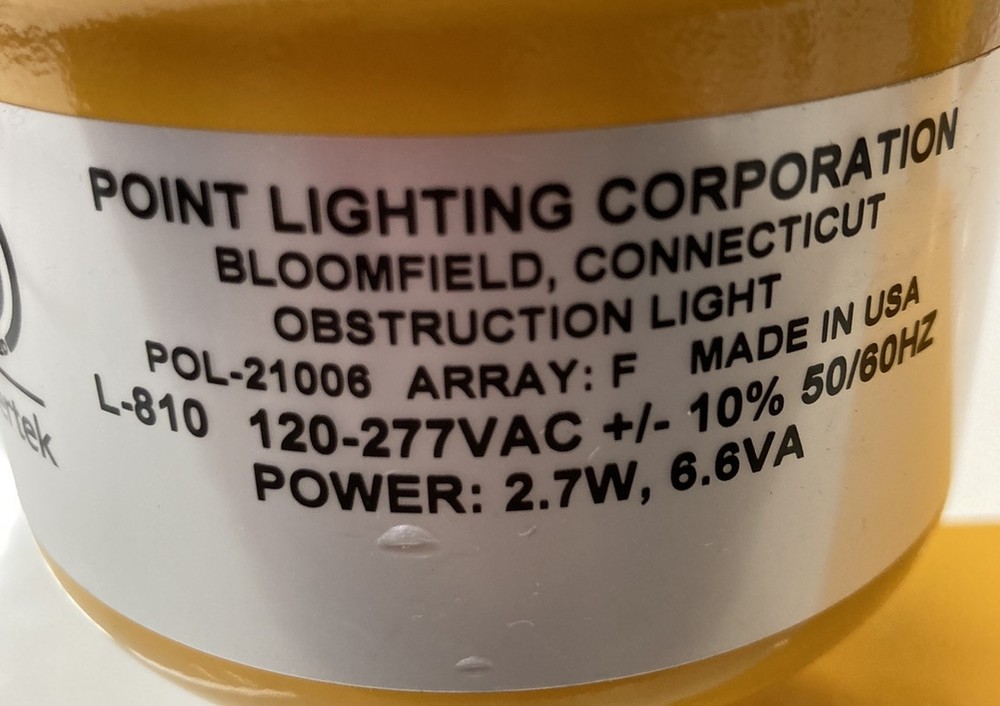 POINT LIGHTING CORPORATION
BLOOMFIELD, CONNECTICUT
OBSTRUCTION LIGHT
POL-21006 ARRAY: F MADE IN USA
L-810 120-277VAC +/- 10% 50/60HZ
POWER: 2.7W, 6.6VA